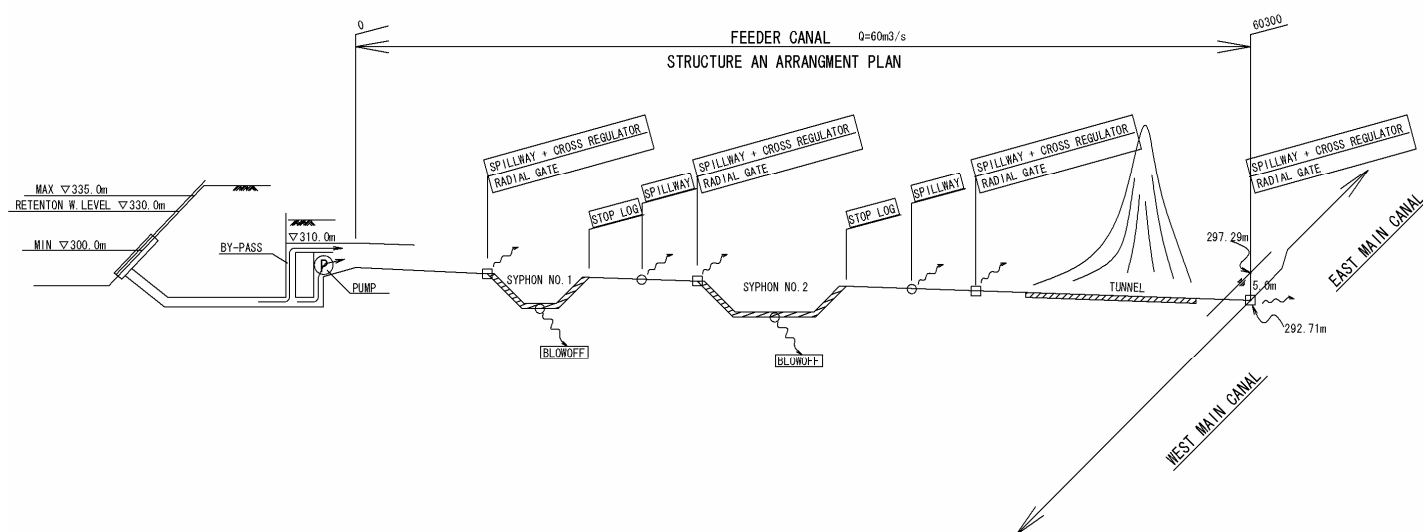 0
60300
FEEDER CANAL Q=60m3/s
STRUCTURE AN ARRANGMENT PLAN
SPILLWAY + CROSS REGULATOR
RADIAL GATE
STOP LOG
SPILLWAY
SPILLWAY + CROSS REGULATOR
RADIAL GATE
STOP LOG
SPILLWAY
SPILLWAY + CROSS REGULATOR
RADIAL GATE
SPILLWAY + CROSS REGULATOR
RADIAL GATE
MAX ▽335.0m
RETENTON W.LEVEL ▽330.0m
MIN ▽300.0m
BY-PASS
▽310.0m
P
PUMP
SYPHON NO.1
BLOWOFF
SYPHON NO.2
BLOWOFF
TUNNEL
297.29m
5.0m
292.71m
EAST MAIN CANAL
WEST MAIN CANAL